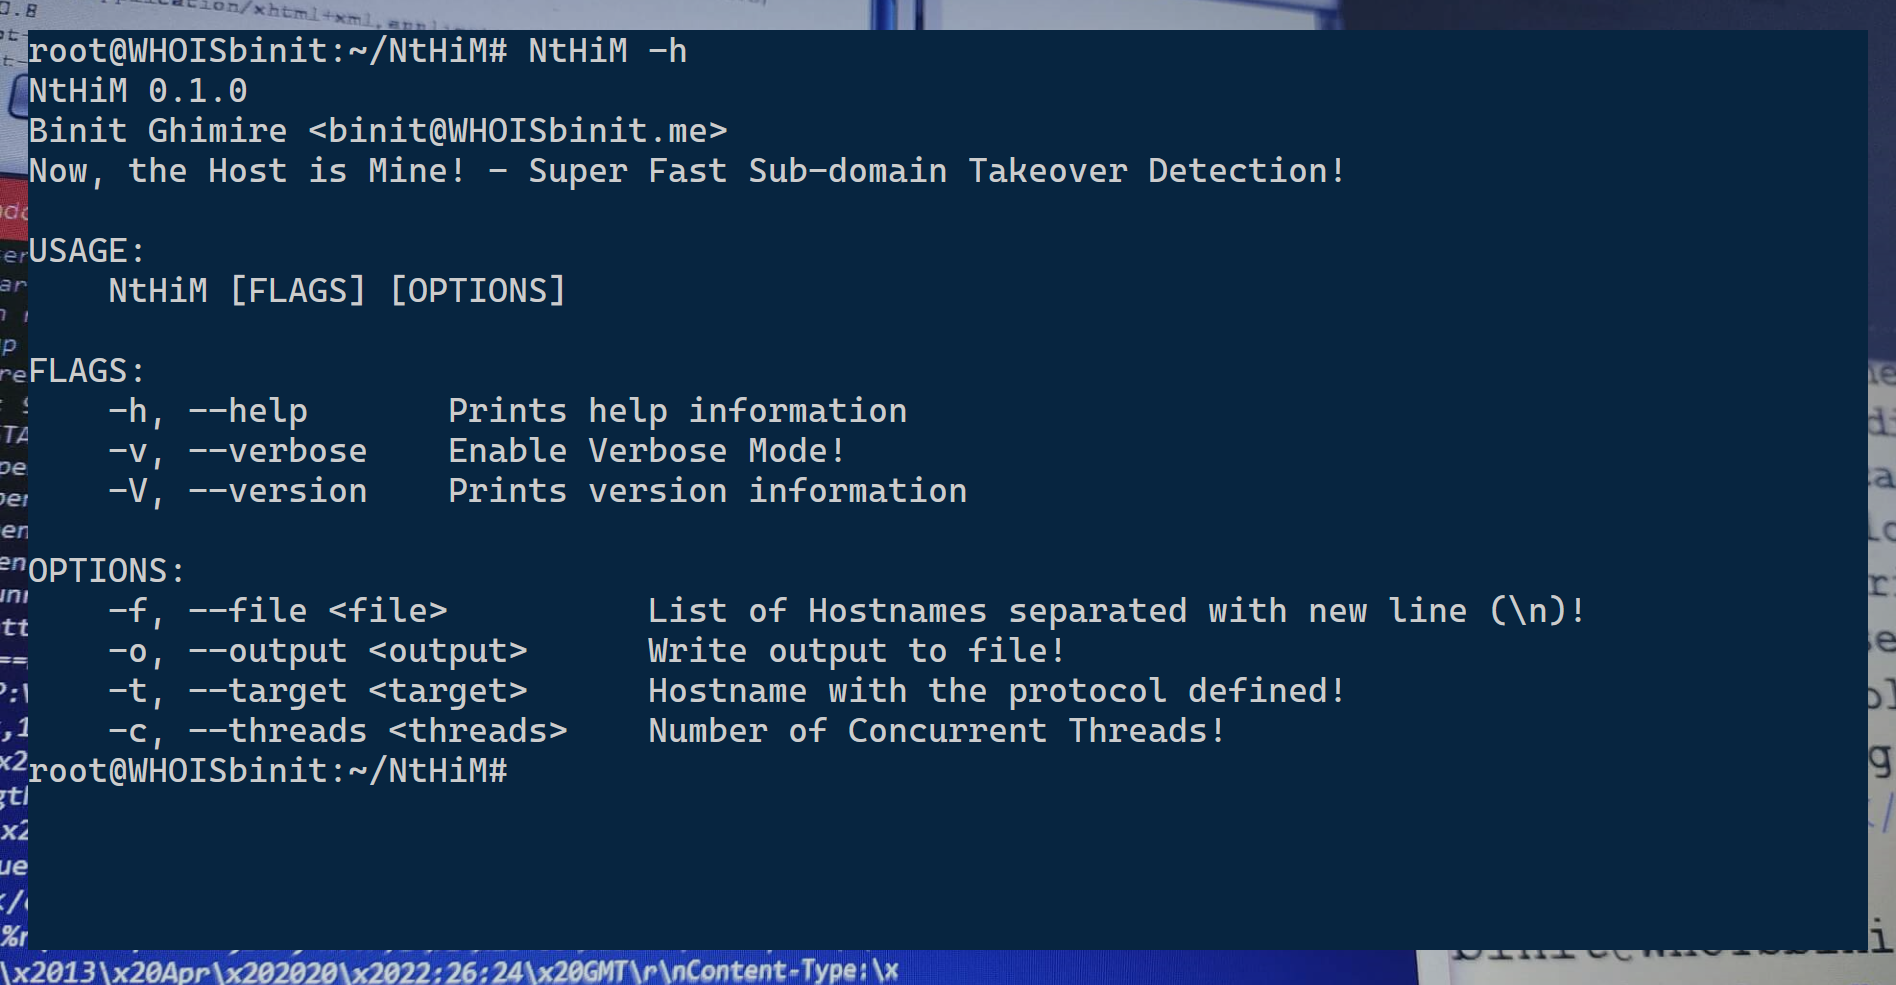 0.8
root@WHOISbinit:~/NtHiM# NtHiM -h
NtHiM 0.1.0
Binit Ghimire <binit@WHOISbinit.me>
Now, the Host is Mine! - Super Fast Sub-domain Takeover Detection!
USAGE:
NtHiM [FLAGS] [OPTIONS]
FLAGS:
-h, --help Prints help information
-v, --verbose Enable Verbose Mode!
-V, --version Prints version information
OPTIONS:
-f, --file <file> List of Hostnames separated with new line (\n)!
-o, --output <output> Write output to file!
-t, --target <target> Hostname with the protocol defined!
-c, --threads <threads> Number of Concurrent Threads!
root@WHOISbinit:~/NtHiM#
\x2013\x20Apr\x202020\x2022:26:24\x20GMT\r\nContent-Type:\x